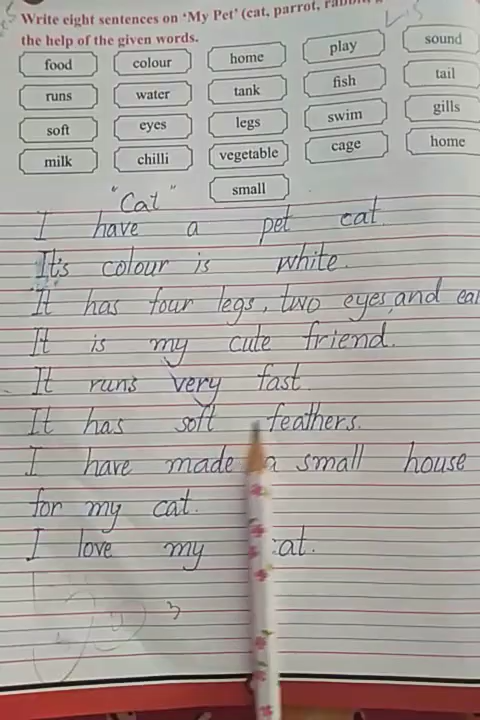 Write eight sentences on 'My Pet' (cat, parrot,
the help of the given words.
food colour home play sound
runs water tank fish tail
soft eyes legs swim gills
milk chilli vegetable cage home
small
"Cat"
I have a pet cat.
It's colour is white.
It has four legs, two eyes, and
It is my cute friend.
It runs very fast.
It has soft feathers.
I have made a small house
for my cat.
I love my